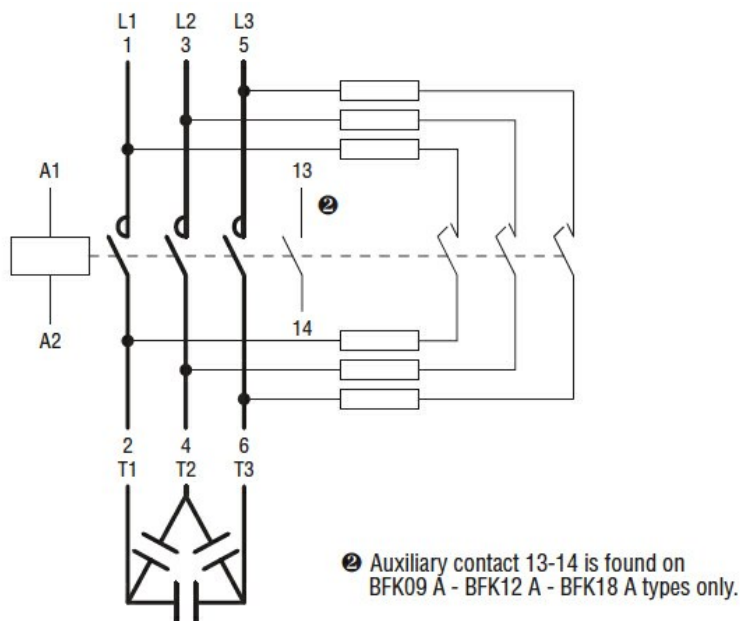 L1 L2 L3
1 3 5
A1
13
❷
A2
14
2 4 6
T1 T2 T3
❷ Auxiliary contact 13-14 is found on
BFK09 A - BFK12 A - BFK18 A types only.